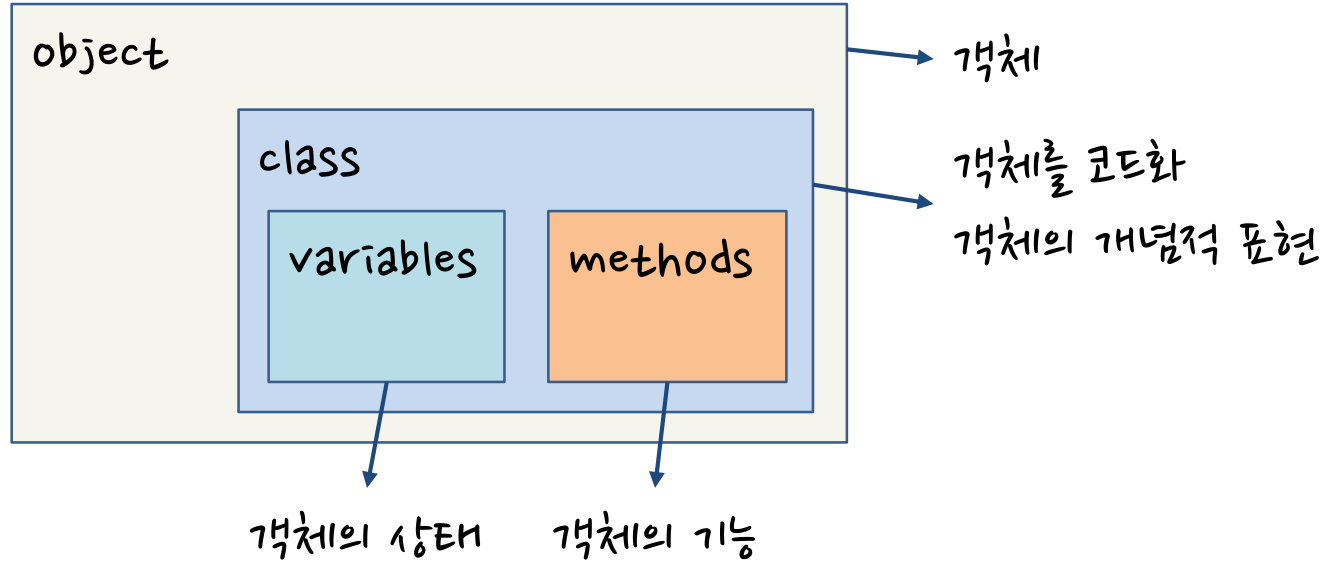 object
객체
class
객체를 코드화
객체의 개념적 표현
variables
methods
객체의 상태
객체의 기능